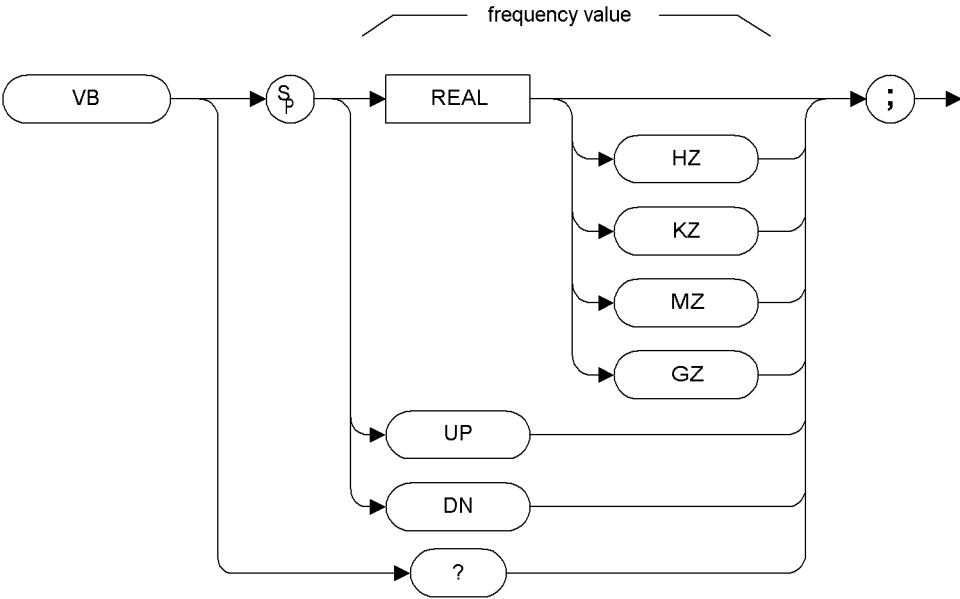 frequency value
VB
SP
REAL
;
HZ
KZ
MZ
GZ
UP
DN
?